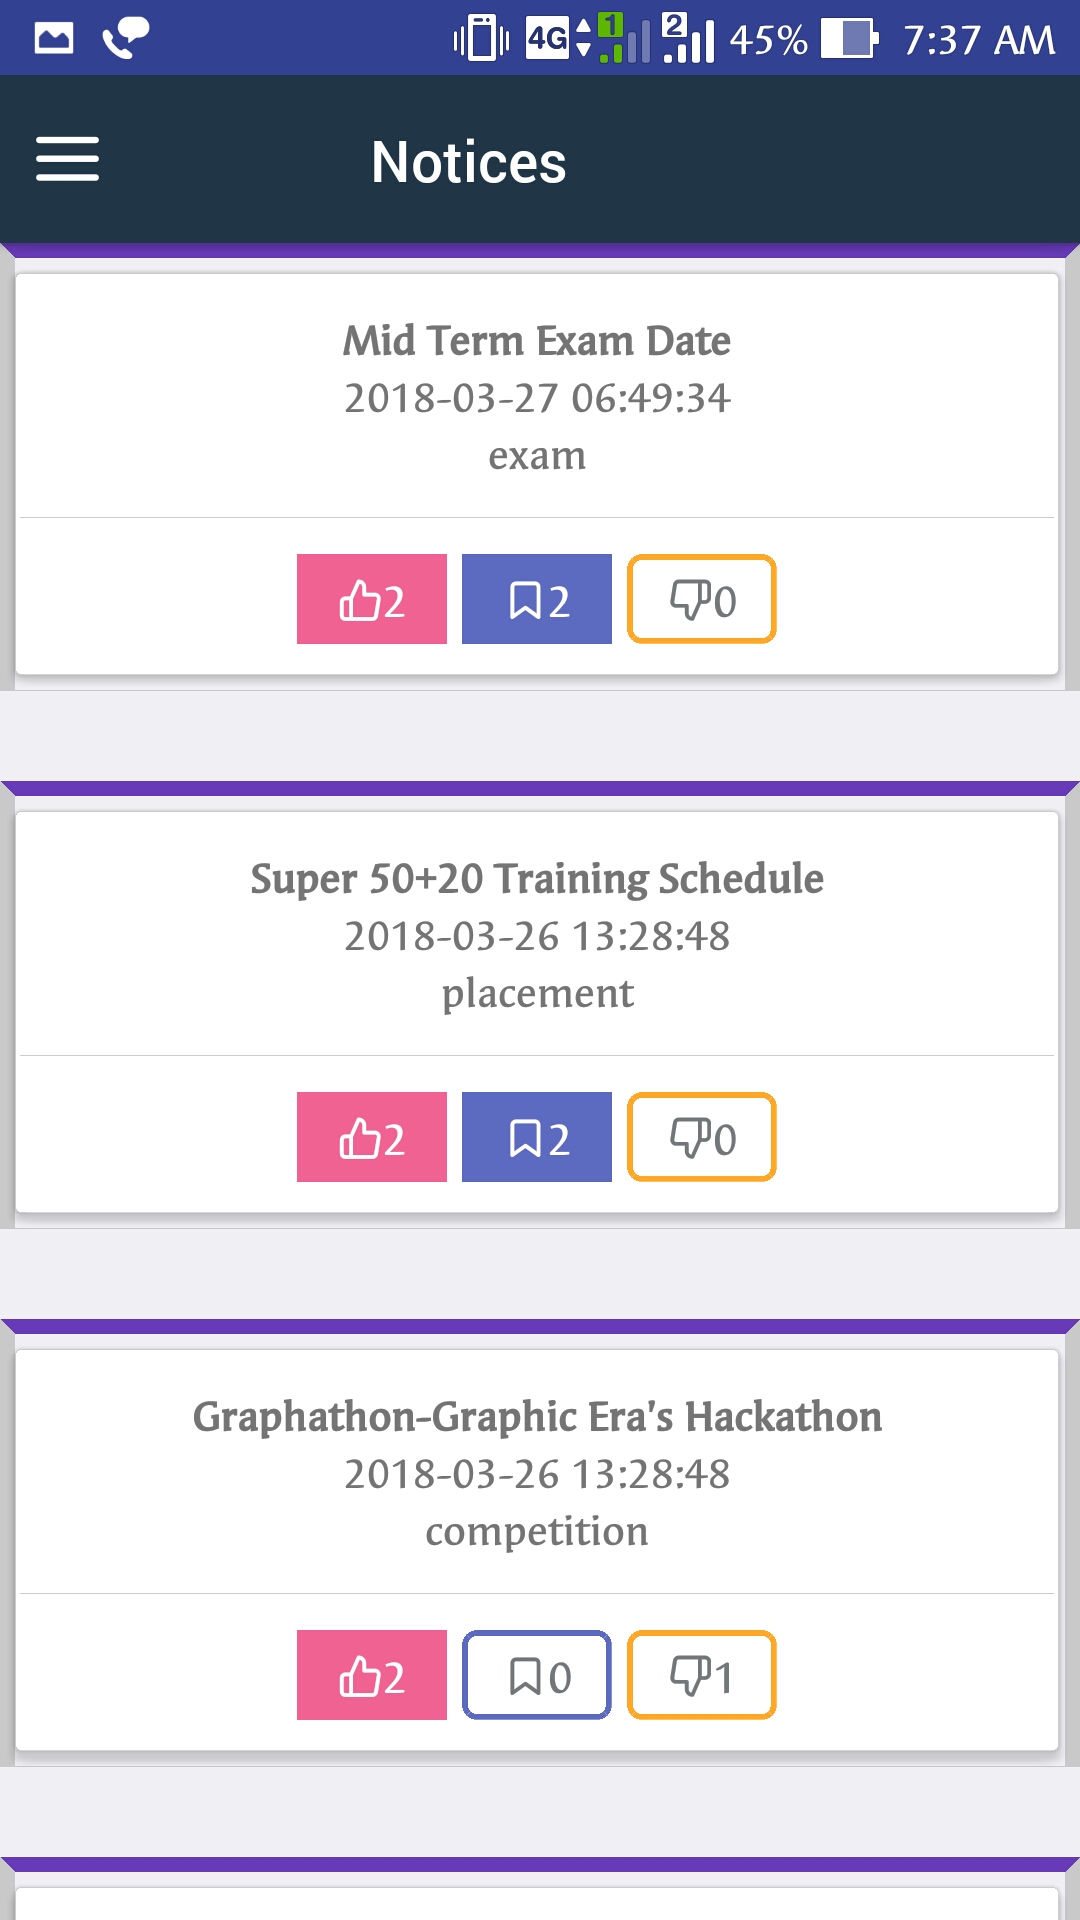 4G 1 2 45% 7:37 AM
Notices
Mid Term Exam Date
2018-03-27 06:49:34
exam
2 2 0
Super 50+20 Training Schedule
2018-03-26 13:28:48
placement
2 2 0
Graphathon-Graphic Era's Hackathon
2018-03-26 13:28:48
competition
2 0 1